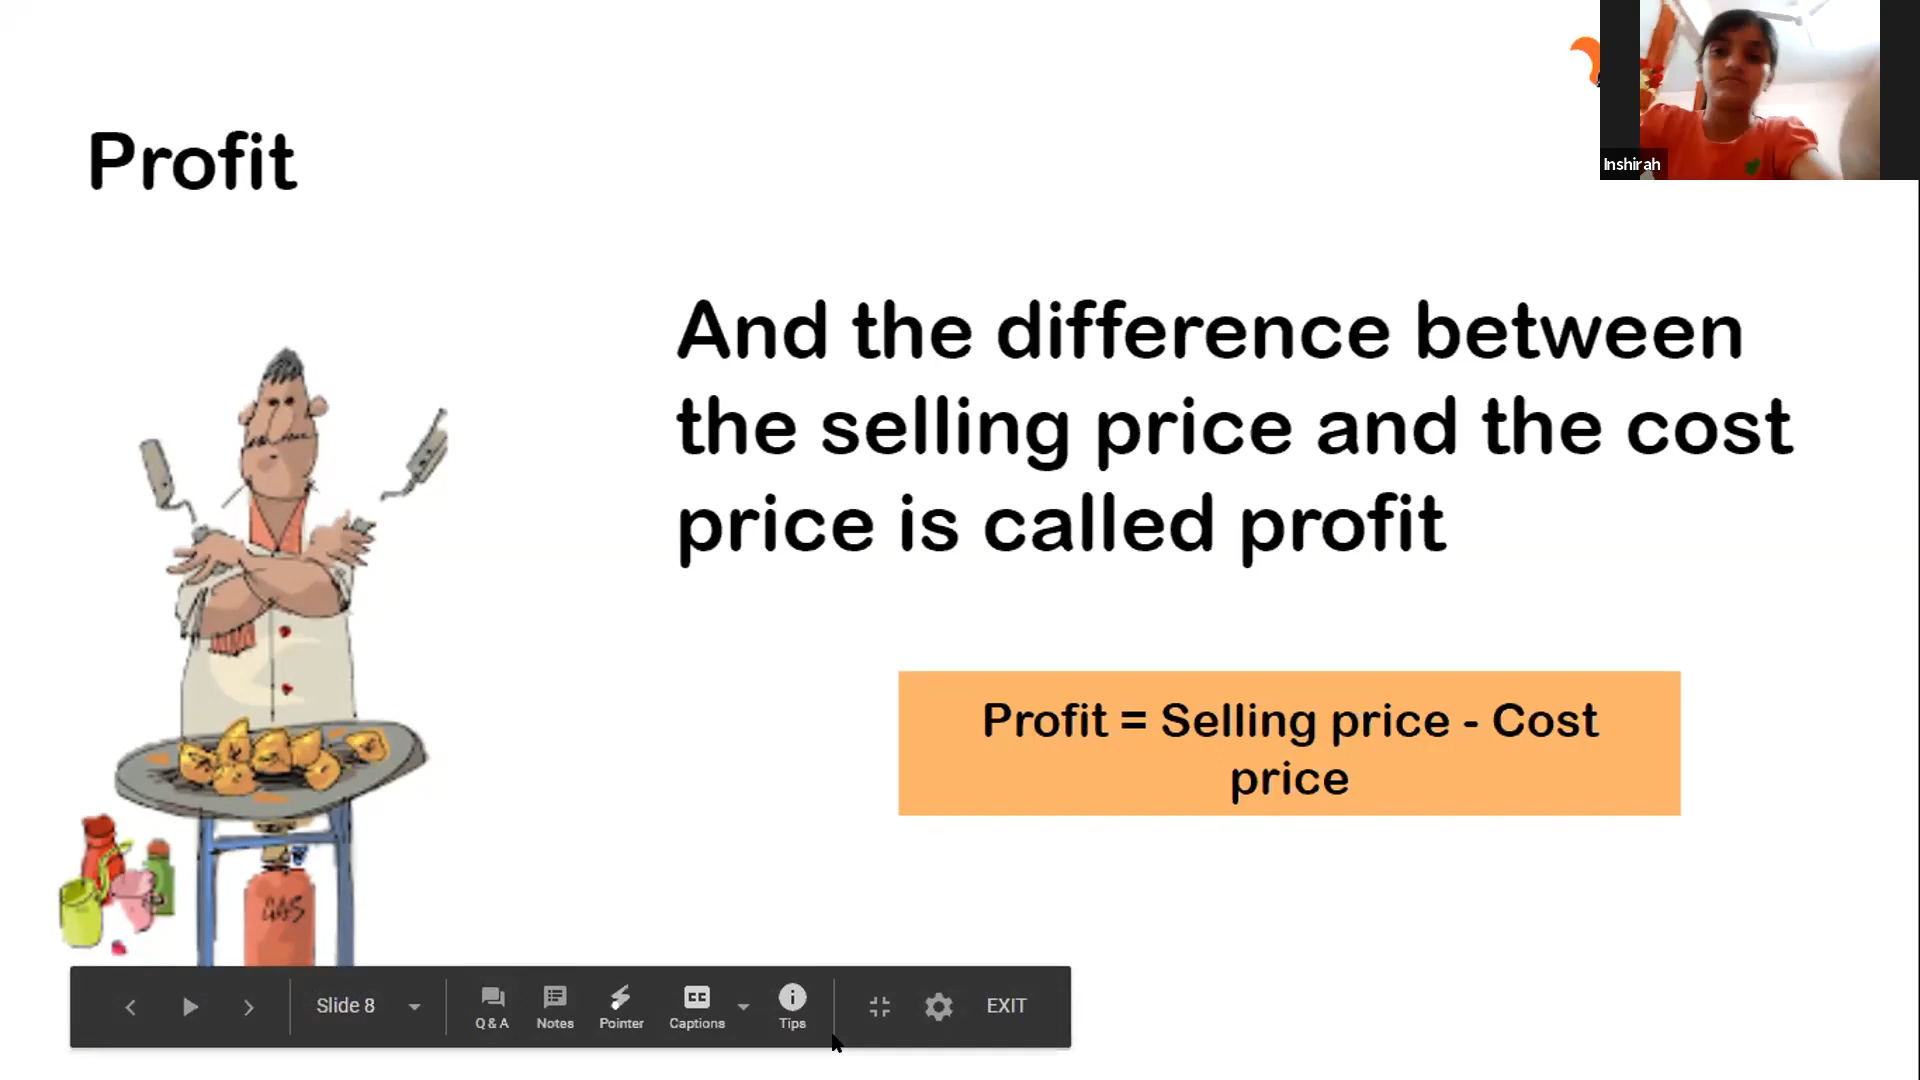 Inshirah
Profit
And the difference between
the selling price and the cost
price is called profit
Profit = Selling price - Cost
price
GAS
Slide 8
Q & A
Notes
Pointer
CC
Captions
Tips
EXIT